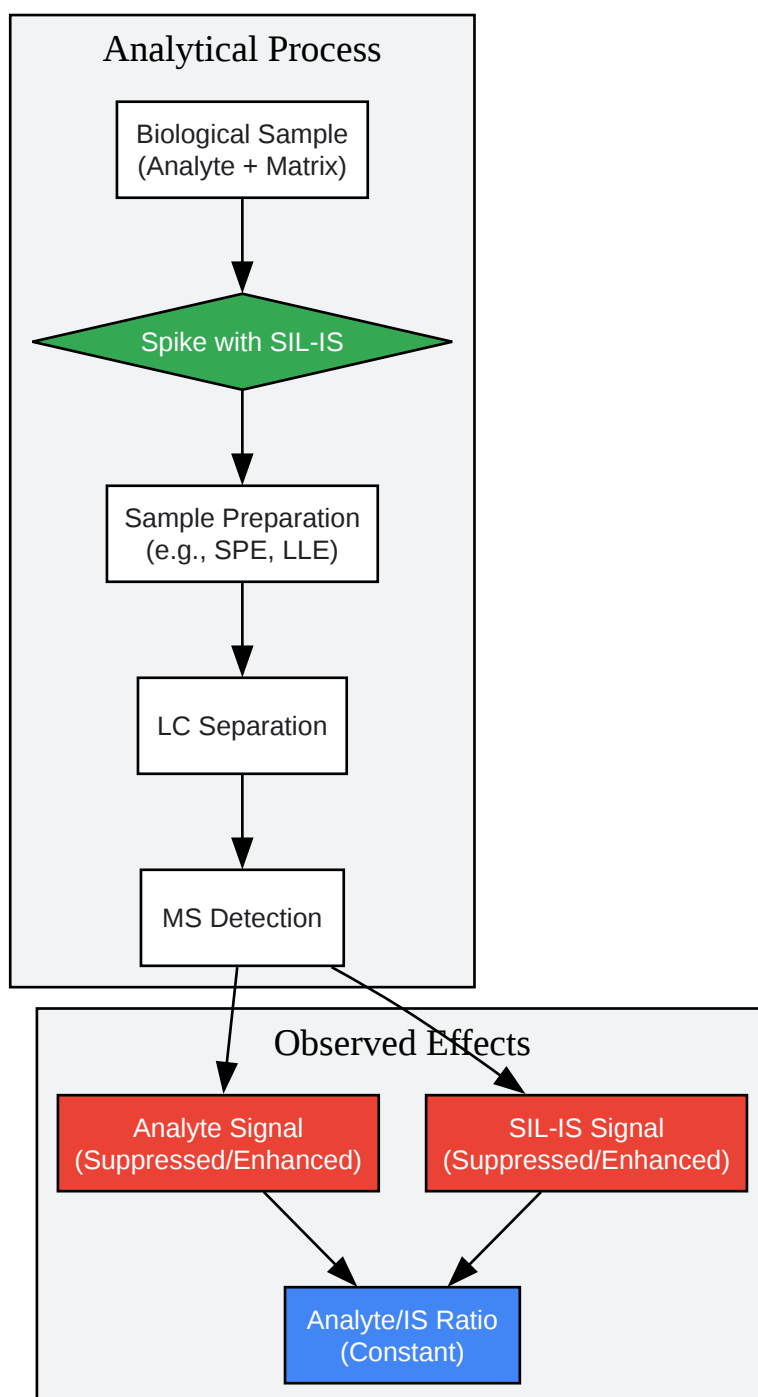 Analytical Process
Biological Sample
(Analyte + Matrix)
Spike with SIL-IS
Sample Preparation
(e.g., SPE, LLE)
LC Separation
MS Detection
Observed Effects
Analyte Signal
(Suppressed/Enhanced)
SIL-IS Signal
(Suppressed/Enhanced)
Analyte/IS Ratio
(Constant)